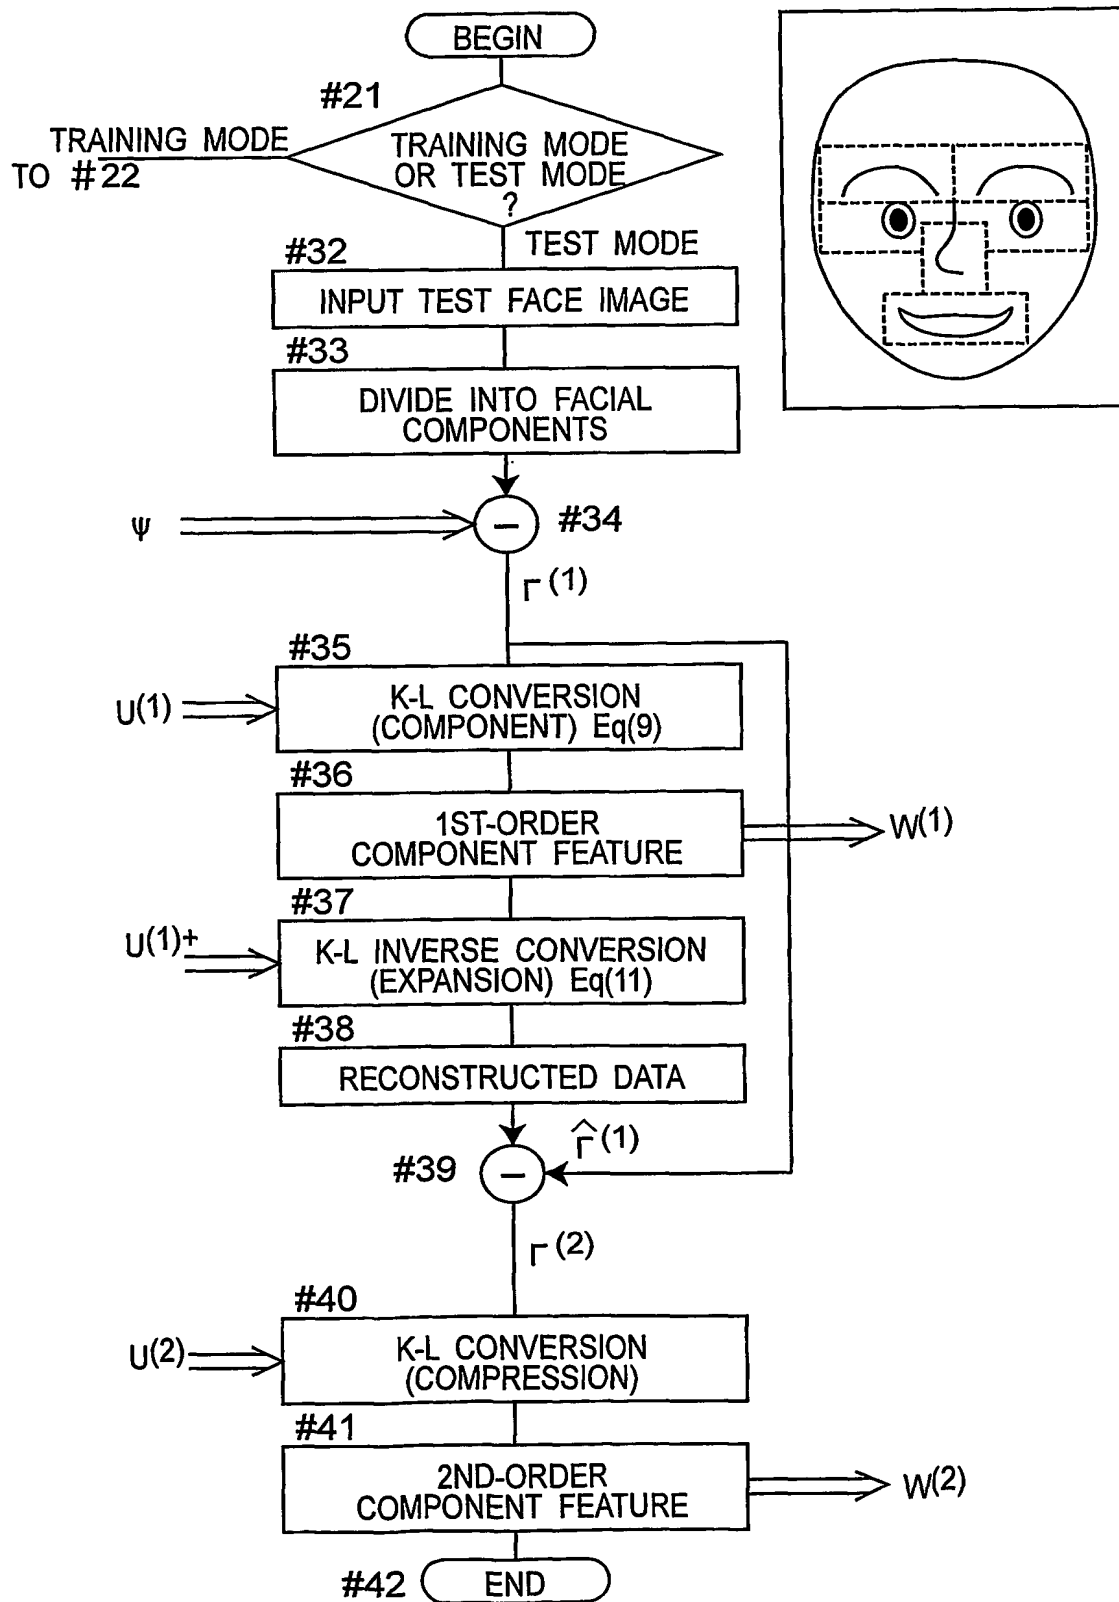 BEGIN
#21
TRAINING MODE
TO #22
TRAINING MODE
OR TEST MODE
?
TEST MODE
#32
INPUT TEST FACE IMAGE
#33
DIVIDE INTO FACIAL
COMPONENTS
Ψ
−
#34
Γ(1)
#35
U(1)
K-L CONVERSION
(COMPONENT) Eq(9)
#36
1ST-ORDER
COMPONENT FEATURE
W(1)
#37
U(1)+
K-L INVERSE CONVERSION
(EXPANSION) Eq(11)
#38
RECONSTRUCTED DATA
Γ̂(1)
#39
−
Γ(2)
#40
U(2)
K-L CONVERSION
(COMPRESSION)
#41
2ND-ORDER
COMPONENT FEATURE
W(2)
#42
END